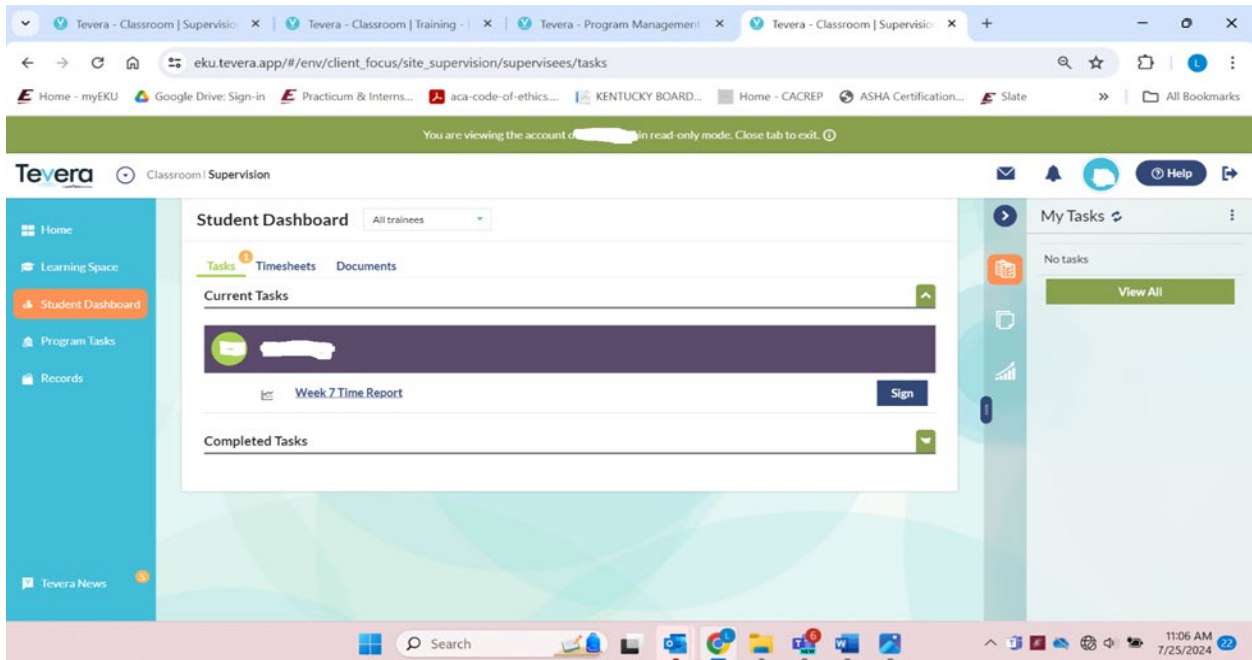 Tevera - Classroom | Supervisio
Tevera - Classroom | Training - 
Tevera - Program Management
Tevera - Classroom | Supervisio
eku.tevera.app/#/env/client_focus/site_supervision/supervisees/tasks
Home - myEKU
Google Drive: Sign-in
Practicum & Interns...
aca-code-of-ethics....
KENTUCKY BOARD...
Home - CACREP
ASHA Certification...
Slate
All Bookmarks
You are viewing the account o in read-only mode. Close tab to exit.
Tevera
Classroom | Supervision
Help
Home
Learning Space
Student Dashboard
Program Tasks
Records
Tevera News
5
Student Dashboard
All trainees
Tasks
1
Timesheets
Documents
Current Tasks
Week 7 Time Report
Sign
Completed Tasks
My Tasks
No tasks
View All
Search
6
NEW
11:06 AM
7/25/2024
22